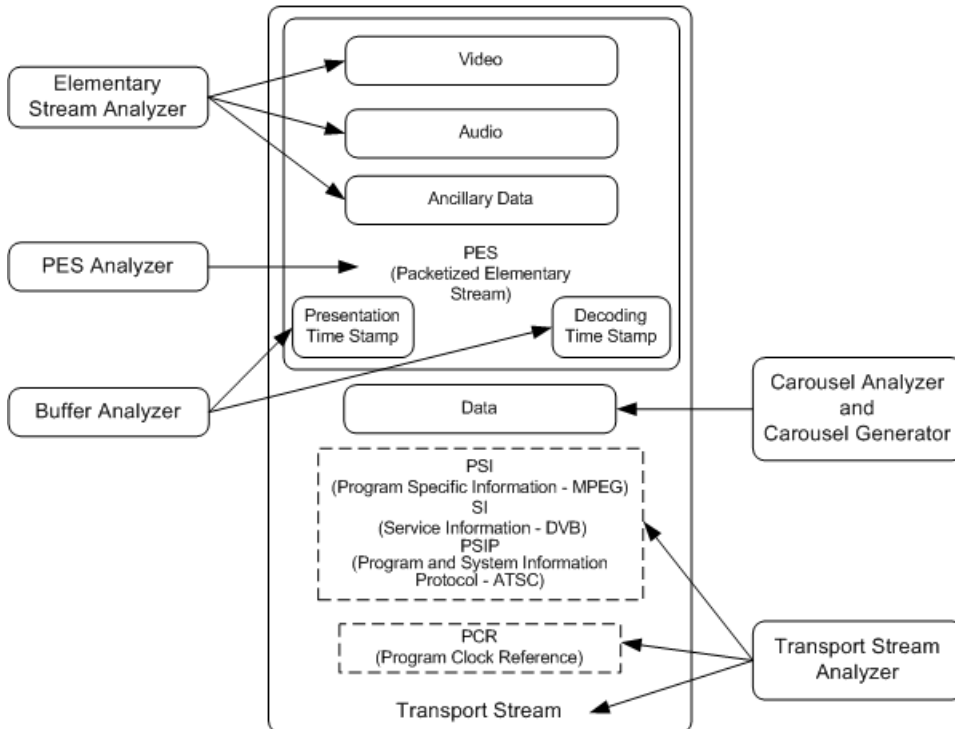 Video
Elementary
Stream Analyzer
Audio
Ancillary Data
PES Analyzer
PES
(Packetized Elementary
Stream)
Presentation
Time Stamp
Decoding
Time Stamp
Buffer Analyzer
Data
Carousel Analyzer
and
Carousel Generator
PSI
(Program Specific Information - MPEG)
SI
(Service Information - DVB)
PSIP
(Program and System Information
Protocol - ATSC)
PCR
(Program Clock Reference)
Transport Stream
Analyzer
Transport Stream